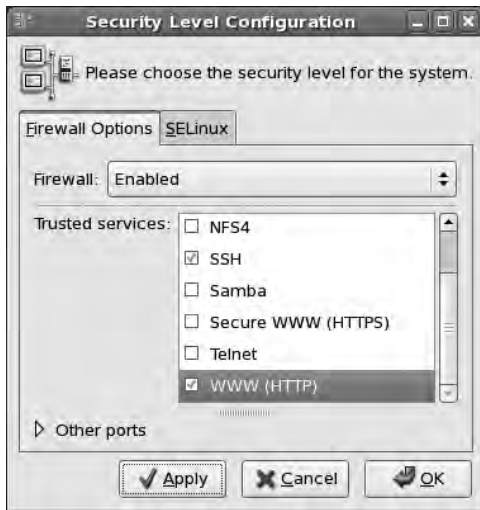 Security Level Configuration
Please choose the security level for the system.
Firewall Options SELinux
Firewall: Enabled
Trusted services:
NFS4
SSH
Samba
Secure WWW (HTTPS)
Telnet
WWW (HTTP)
Other ports
Apply Cancel OK